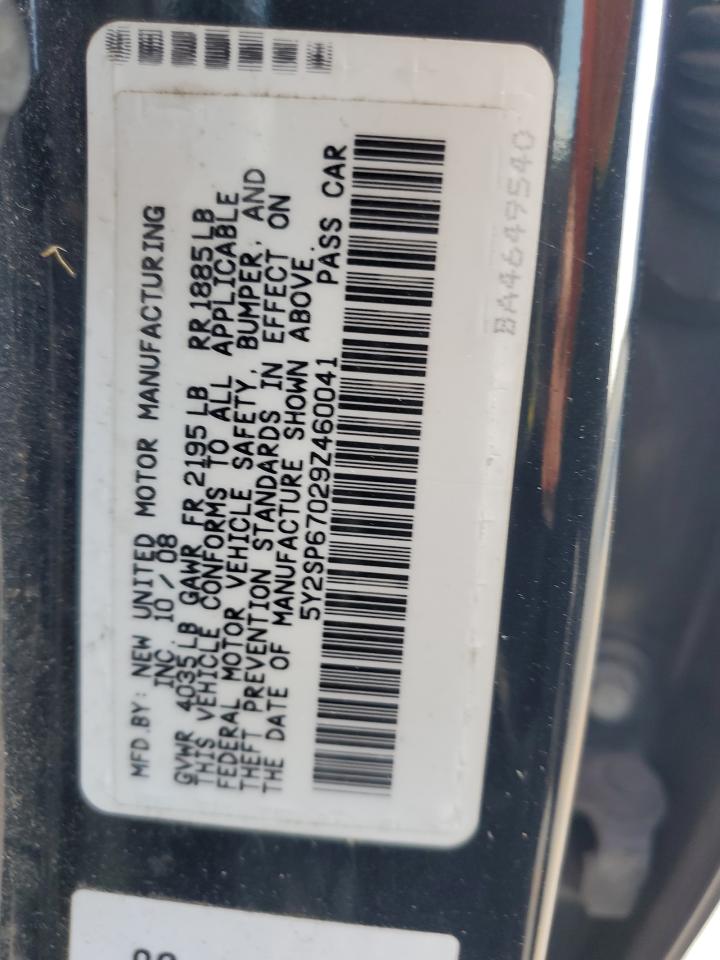 MFD.BY: NEW UNITED MOTOR MANUFACTURING
INC 10/08
GVWR 4035LB GAWR FR 2195LB RR 1885LB
THIS VEHICLE CONFORMS TO ALL APPLICABLE
FEDERAL MOTOR VEHICLE SAFETY, BUMPER, AND
THEFT PREVENTION STANDARDS IN EFFECT ON
THE DATE OF MANUFACTURE SHOWN ABOVE.
5Y2SP67029Z460041 PASS CAR
BA4649540